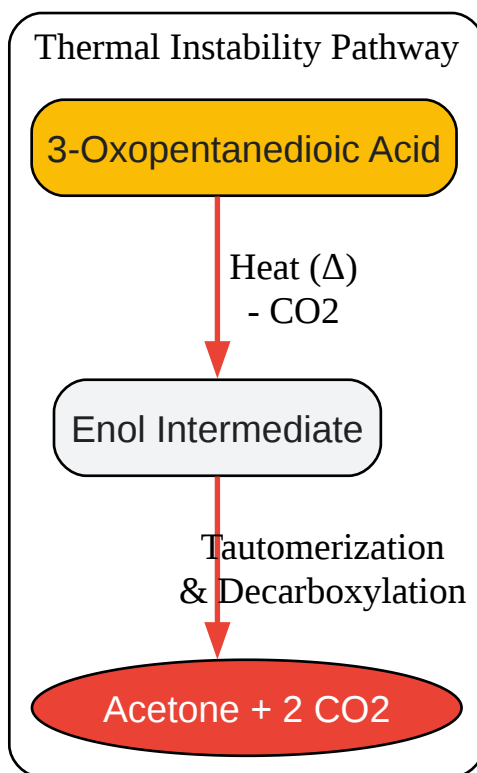 Thermal Instability Pathway
3-Oxopentanedioic Acid
Heat (Δ)
- CO2
Enol Intermediate
Tautomerization
& Decarboxylation
Acetone + 2 CO2